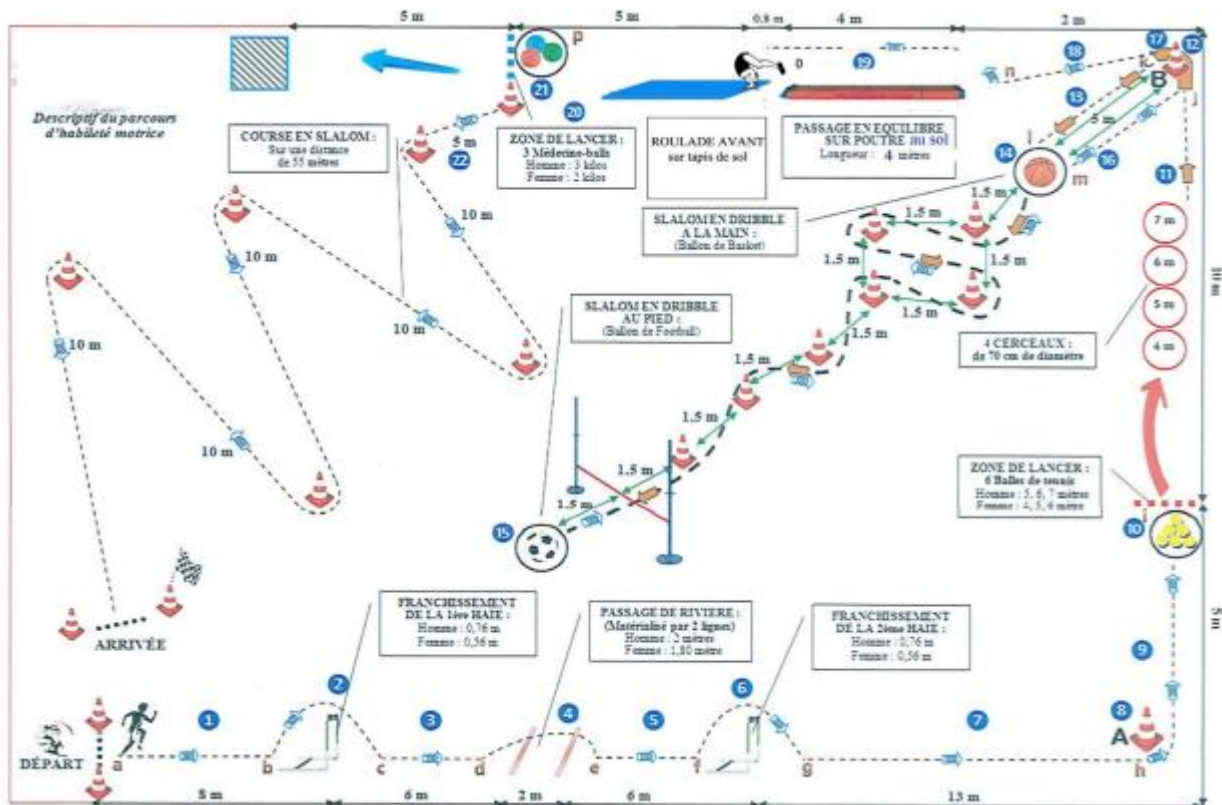 5 m
5 m
0.8 m
4 m
2 m
P
17
12
18
19
n
o
k
B
j
21
20
13
Descriptif du parcours
d'habileté motrice
COURSE EN SLALOM :
Sur une distance
de 55 mètres
5 m
22
ZONE DE LANCER :
3 Médecine-balls
Homme : 3 kilos
Femme : 2 kilos
ROULADE AVANT
sur tapis de sol
PASSAGE EN EQUILIBRE
SUR POUTRE au sol
Longueur : 4 mètres
5 m
14
l
16
m
11
SLALOM EN DRIBBLE
A LA MAIN :
(Ballon de Basket)
1.5 m
1.5 m
1.5 m
1.5 m
1.5 m
1.5 m
7 m
6 m
5 m
4 m
10 m
10 m
10 m
10 m
10 m
10 m
SLALOM EN DRIBBLE
AU PIED :
(Ballon de Football)
4 CERCEAUX :
de 70 cm de diamètre
1.5 m
1.5 m
1.5 m
1.5 m
15
ZONE DE LANCER :
6 Balles de tennis
Homme : 5, 6, 7 mètres
Femme : 4, 5, 6 mètre
i
10
5 m
ARRIVÉE
FRANCHISSEMENT
DE LA 1ère HAIE :
Homme : 0,76 m
Femme : 0,56 m
PASSAGE DE RIVIERE :
(Matérialisé par 2 lignes)
Homme : 2 mètres
Femme : 1,80 mètre
FRANCHISSEMENT
DE LA 2ème HAIE :
Homme : 0,76 m
Femme : 0,56 m
9
1
2
3
4
5
6
7
8
A
DÉPART
a
b
c
d
e
f
g
h
8 m
6 m
2 m
6 m
13 m